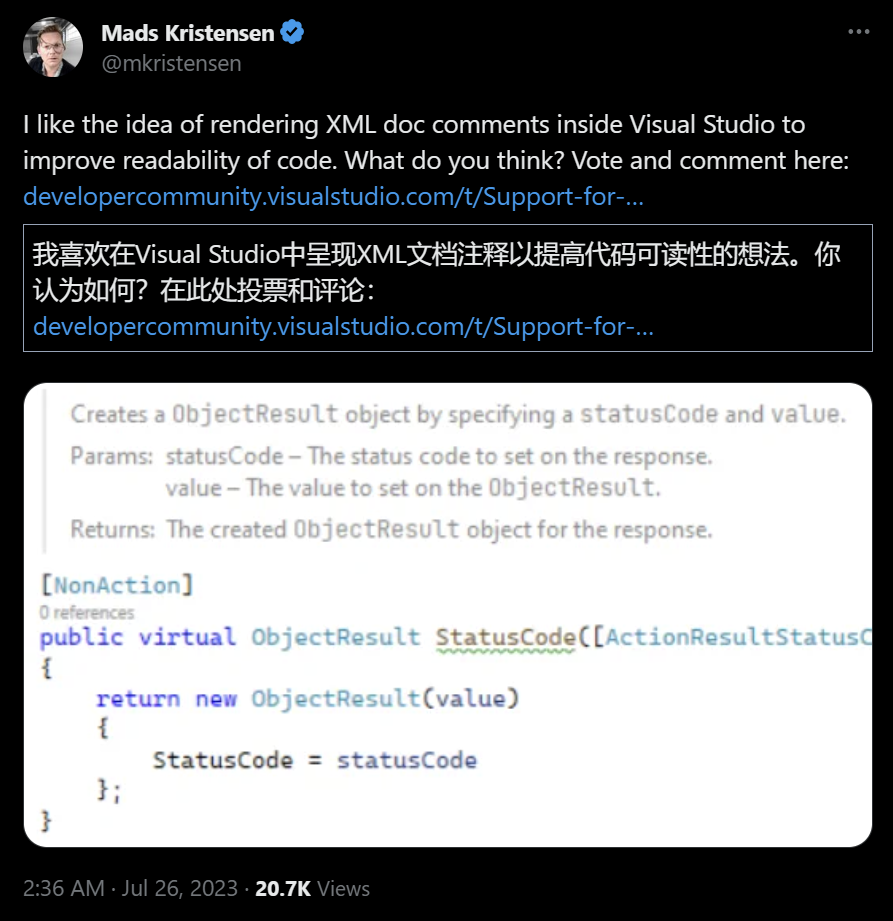 Mads Kristensen
@mkristensen
I like the idea of rendering XML doc comments inside Visual Studio to
improve readability of code. What do you think? Vote and comment here:
developercommunity.visualstudio.com/t/Support-for-…
我喜欢在Visual Studio中呈现XML文档注释以提高代码可读性的想法。你
认为如何？在此处投票和评论：
developercommunity.visualstudio.com/t/Support-for-…
Creates a ObjectResult object by specifying a statusCode and value.
Params: statusCode – The status code to set on the response.
value – The value to set on the ObjectResult.
Returns: The created ObjectResult object for the response.
[NonAction]
0 references
public virtual ObjectResult StatusCode([ActionResultStatusC
{
return new ObjectResult(value)
{
StatusCode = statusCode
};
}
2:36 AM · Jul 26, 2023 · 20.7K Views